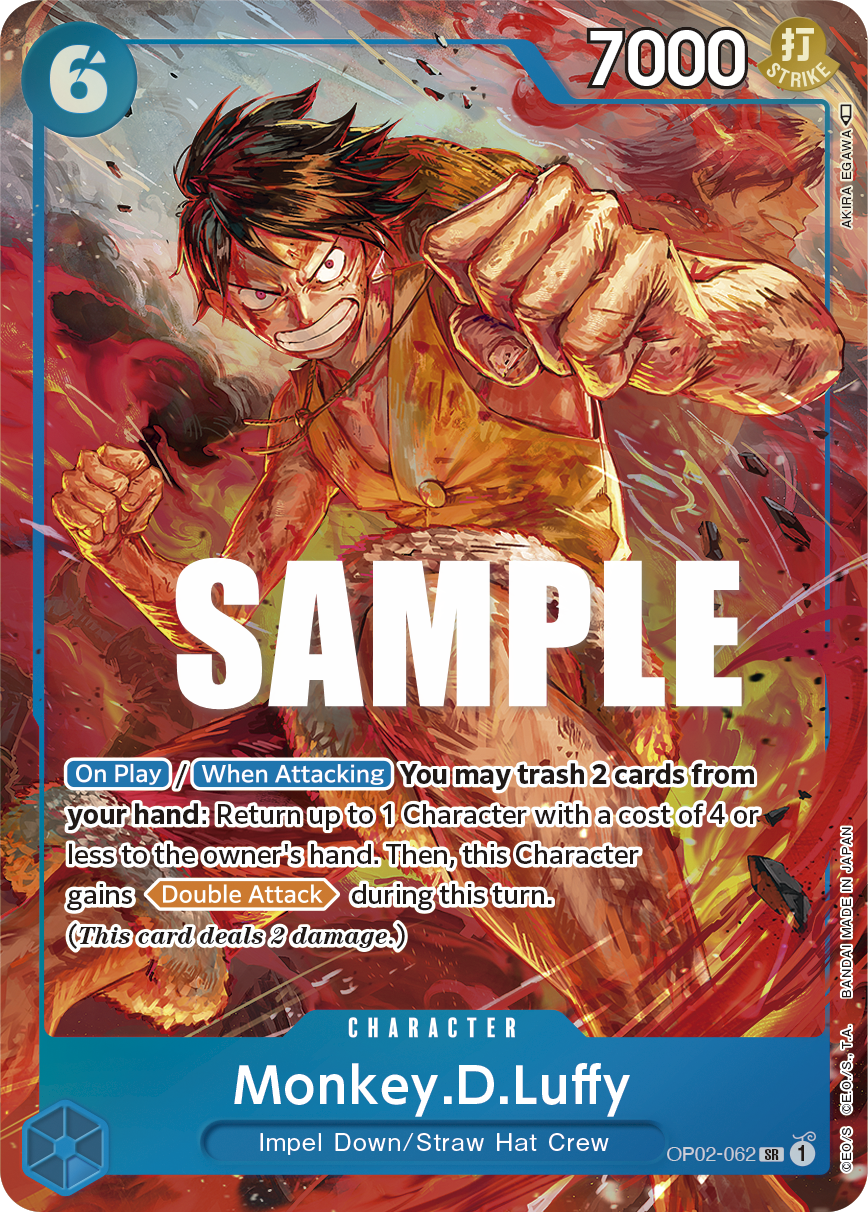 6
7000
打
STRIKE
AKIRA EGAWA
SAMPLE
On Play / When Attacking You may trash 2 cards from
your hand: Return up to 1 Character with a cost of 4 or
less to the owner's hand. Then, this Character
gains Double Attack during this turn.
(This card deals 2 damage.)
CHARACTER
Monkey.D.Luffy
Impel Down/Straw Hat Crew
OP02-062 SR 1
©EO/S ©E.O./S., T.A. BANDAI MADE IN JAPAN